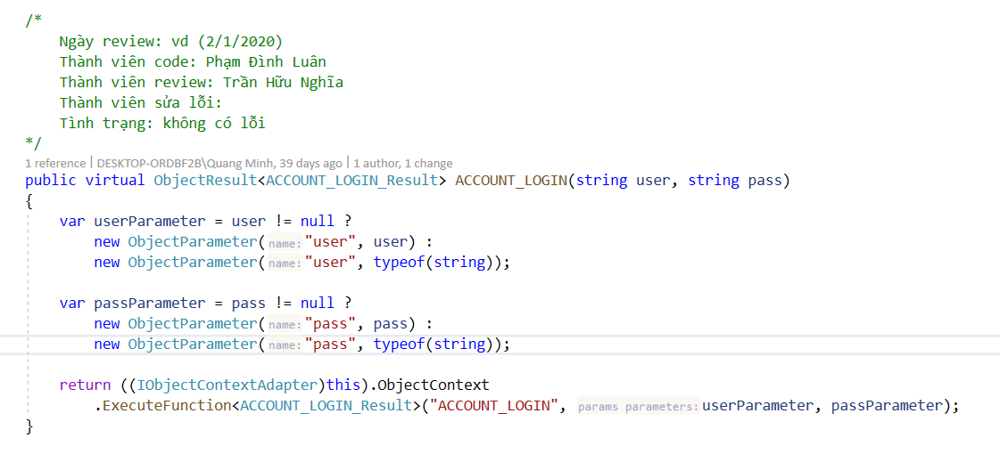 /*
Ngày review: vd (2/1/2020)
Thành viên code: Phạm Đình Luân
Thành viên review: Trần Hữu Nghĩa
Thành viên sửa lỗi:
Tình trạng: không có lỗi
*/
1 reference | DESKTOP-ORDBF2B\Quang Minh, 39 days ago | 1 author, 1 change
public virtual ObjectResult<ACCOUNT_LOGIN_Result> ACCOUNT_LOGIN(string user, string pass)
{
var userParameter = user != null ?
new ObjectParameter(name: "user", user) :
new ObjectParameter(name: "user", typeof(string));
var passParameter = pass != null ?
new ObjectParameter(name: "pass", pass) :
new ObjectParameter(name: "pass", typeof(string));
return ((IObjectContextAdapter)this).ObjectContext
.ExecuteFunction<ACCOUNT_LOGIN_Result>("ACCOUNT_LOGIN", params parameters: userParameter, passParameter);
}